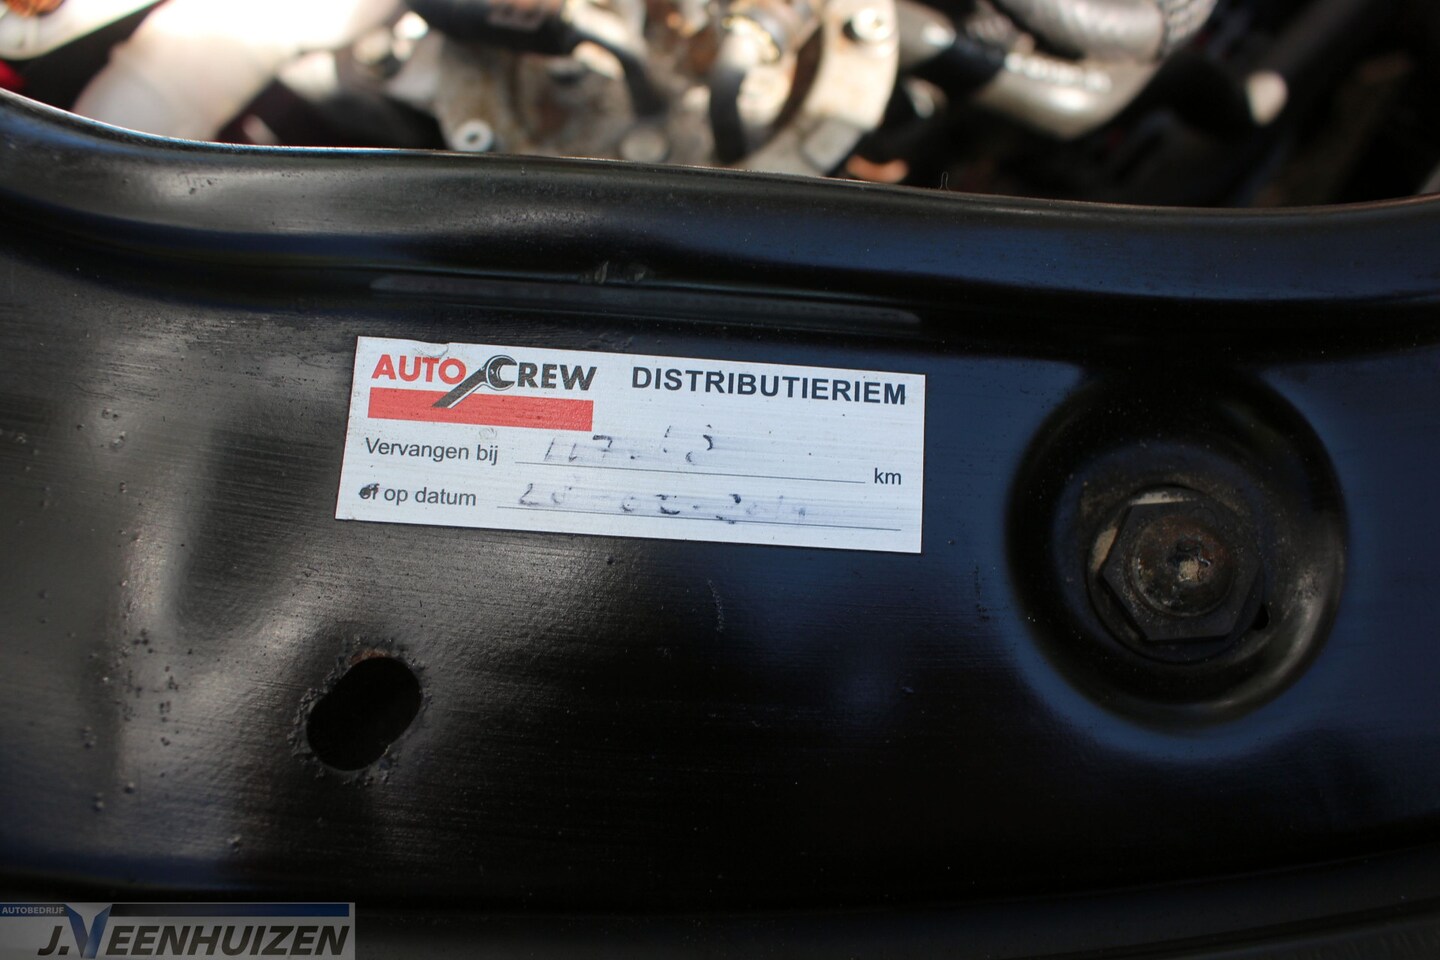 AUTO CREW DISTRIBUTIERIEM
Vervangen bij km
of op datum
AUTOBEDRIJF
J. VEENHUIZEN